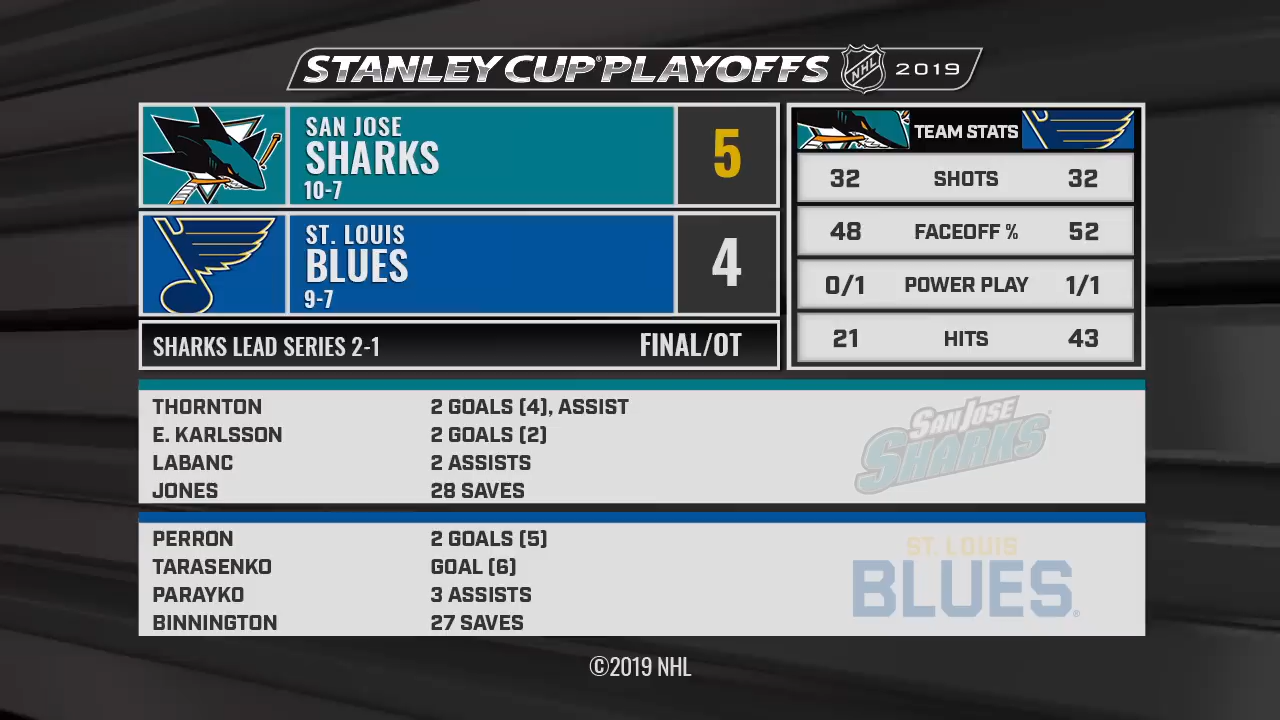 STANLEY CUP® PLAYOFFS NHL 2019
SAN JOSE
SHARKS
10-7
5
ST. LOUIS
BLUES
9-7
4
SHARKS LEAD SERIES 2-1 FINAL/OT
TEAM STATS
32 SHOTS 32
48 FACEOFF % 52
0/1 POWER PLAY 1/1
21 HITS 43
THORNTON 2 GOALS (4), ASSIST
E. KARLSSON 2 GOALS (2)
LABANC 2 ASSISTS
JONES 28 SAVES
SAN JOSE
SHARKS
PERRON 2 GOALS (5)
TARASENKO GOAL (6)
PARAYKO 3 ASSISTS
BINNINGTON 27 SAVES
ST. LOUIS
BLUES®
©2019 NHL